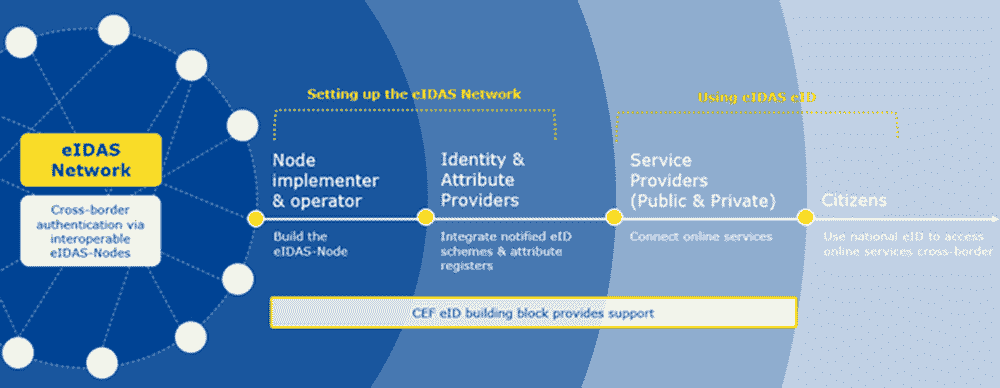 Setting up the eIDAS Network
Using eIDAS eID
eIDAS
Network
Cross-border
authentication via
interoperable
eIDAS-Nodes
Node
implementer
& operator
Build the
eIDAS-Node
Identity &
Attribute
Providers
Integrate notified eID
schemes & attribute
registers
Service
Providers
(Public & Private)
Connect online services
Citizens
Use national eID to access
online services cross-border
CEF eID building block provides support